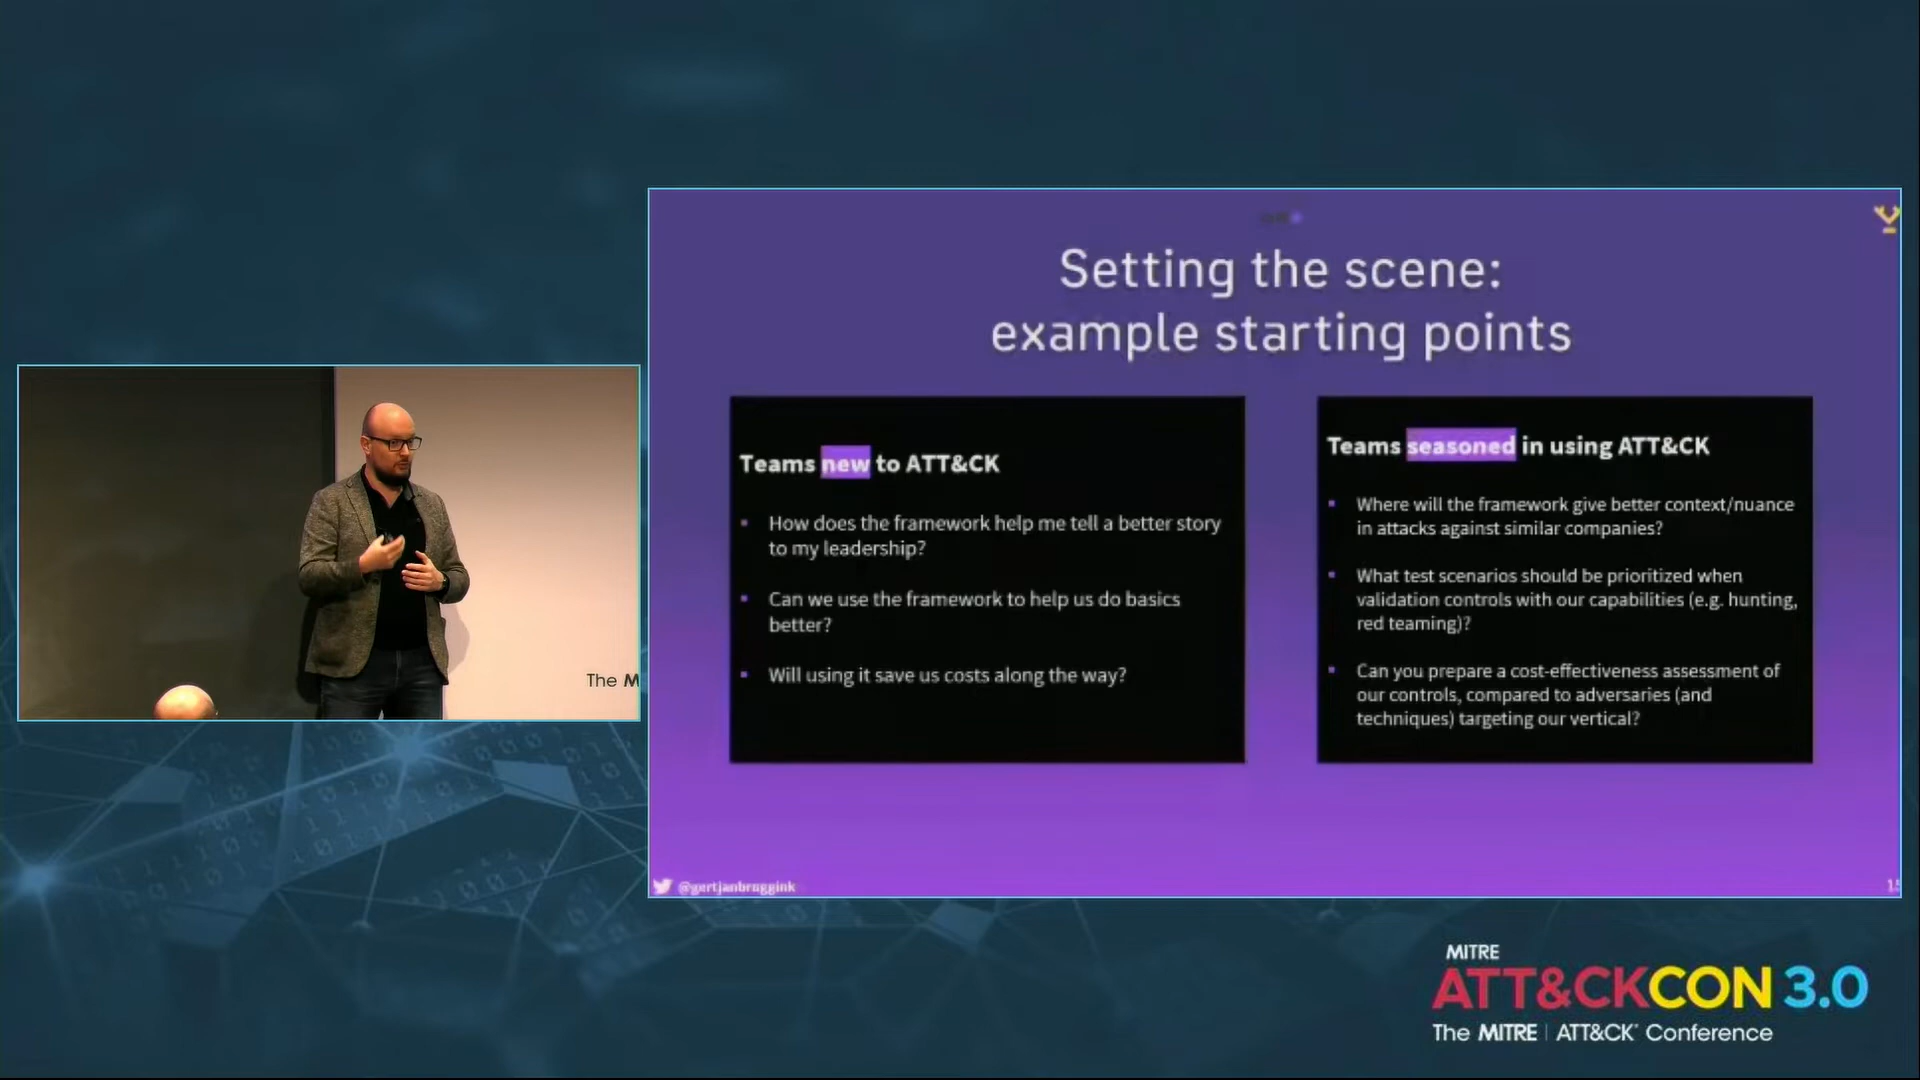 Setting the scene:
example starting points
Teams new to ATT&CK
▪ How does the framework help me tell a better story
to my leadership?
▪ Can we use the framework to help us do basics
better?
▪ Will using it save us costs along the way?
Teams seasoned in using ATT&CK
▪ Where will the framework give better context/nuance
in attacks against similar companies?
▪ What test scenarios should be prioritized when
validation controls with our capabilities (e.g. hunting,
red teaming)?
▪ Can you prepare a cost-effectiveness assessment of
our controls, compared to adversaries (and
techniques) targeting our vertical?
@gertjanbruggink
The M
MITRE
ATT&CKCON 3.0
The MITRE | ATT&CK® Conference